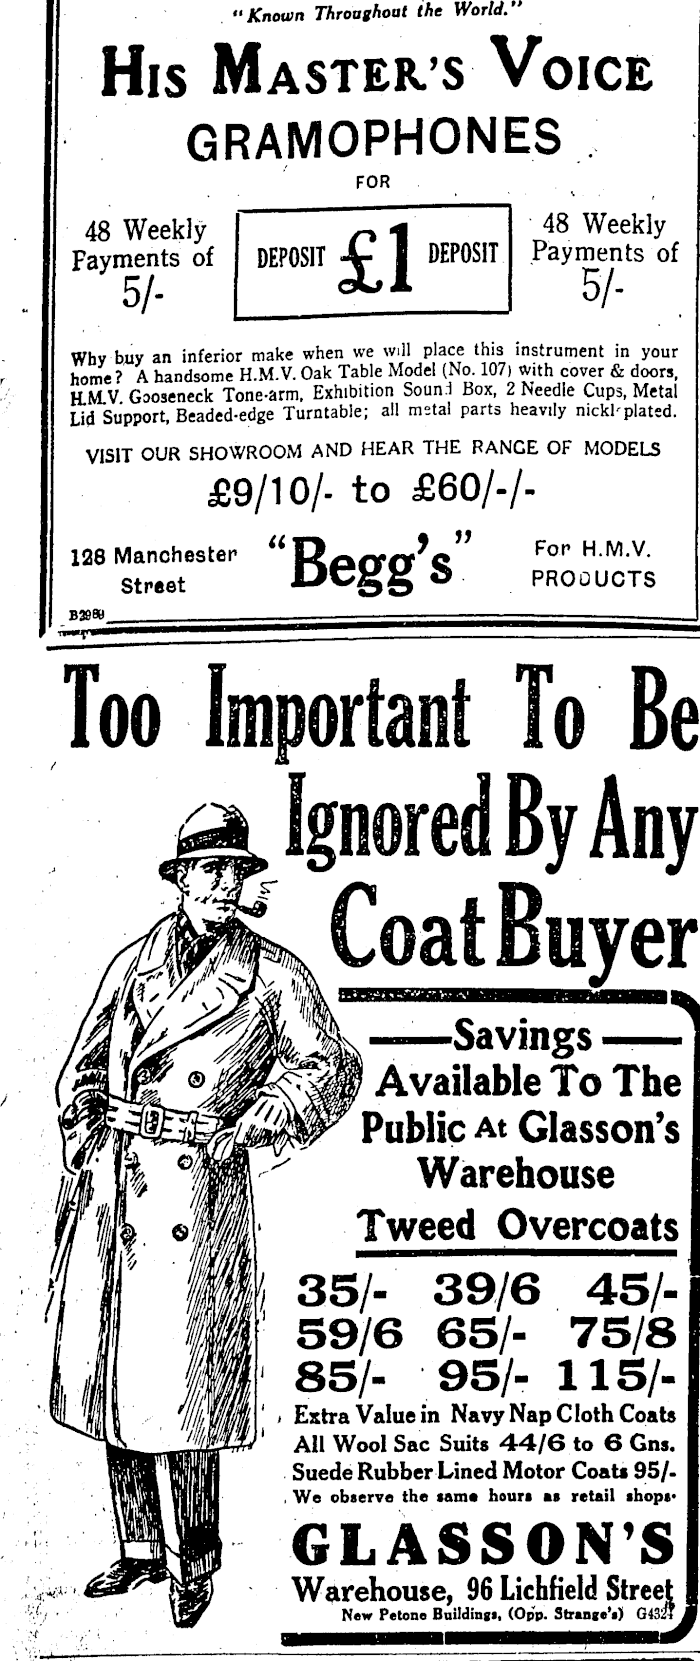 "Known Throughout the World."
HIS MASTER'S VOICE
GRAMOPHONES
FOR
48 Weekly
Payments of
5/-
DEPOSIT £1 DEPOSIT
48 Weekly
Payments of
5/-
Why buy an inferior make when we will place this instrument in your
home? A handsome H.M.V. Oak Table Model (No. 107) with cover & doors,
H.M.V. Gooseneck Tone-arm, Exhibition Sound Box, 2 Needle Cups, Metal
Lid Support, Beaded-edge Turntable; all metal parts heavily nickl-plated.
VISIT OUR SHOWROOM AND HEAR THE RANGE OF MODELS
£9/10/- to £60/-/-
128 Manchester
Street
"Begg's"
For H.M.V.
PRODUCTS
Too Important To Be
Ignored By Any
Coat Buyer
Savings
Available To The
Public At Glasson's
Warehouse
Tweed Overcoats
35/- 39/6 45/-
59/6 65/- 75/8
85/- 95/- 115/-
Extra Value in Navy Nap Cloth Coats
All Wool Sac Suits 44/6 to 6 Gns.
Suede Rubber Lined Motor Coats 95/-
We observe the same hours as retail shops.
GLASSON'S
Warehouse, 96 Lichfield Street
New Petone Buildings, (Opp. Strange's)